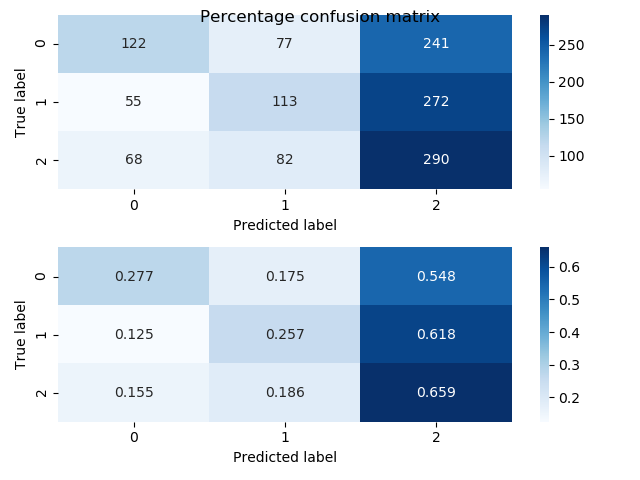 Percentage confusion matrix
True label
0 122 77 241
1 55 113 272
2 68 82 290
0 1 2
Predicted label
250
200
150
100
True label
0 0.277 0.175 0.548
1 0.125 0.257 0.618
2 0.155 0.186 0.659
0 1 2
Predicted label
0.6
0.5
0.4
0.3
0.2